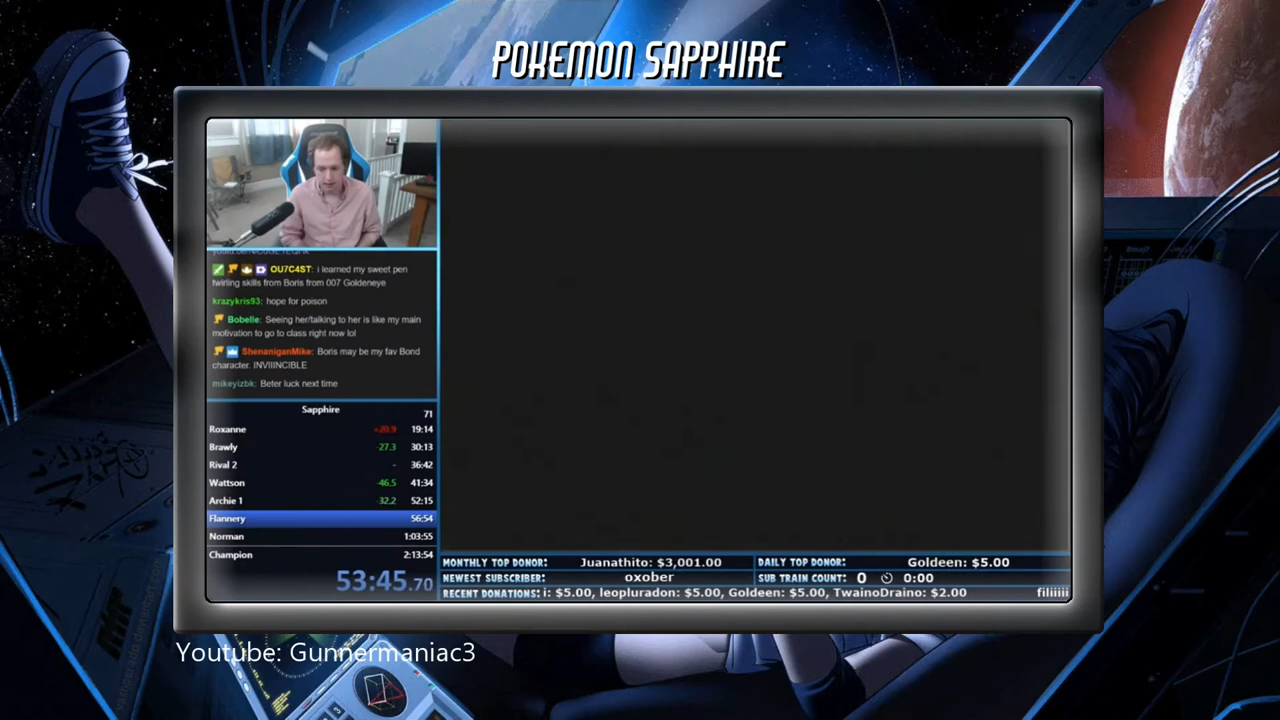 POKEMON SAPPHIRE
OU7C4ST: i learned my sweet pen
twirling skills from Boris from 007 Goldeneye
krazykris93: hope for poison
Bobelle: Seeing her/talking to her is like my main
motivation to go to class right now lol
ShenaniganMike: Boris may be my fav Bond
character. INVIIINCIBLE
mikeyizbk: Beter luck next time
Sapphire 71
Roxanne +20.9 19:14
Brawly -27.3 30:13
Rival 2 - 36:42
Wattson -46.5 41:34
Archie 1 -32.2 52:15
Flannery 56:54
Norman 1:03:55
Champion 2:13:54
53:45.70
MONTHLY TOP DONOR: Juanathito: $3,001.00 DAILY TOP DONOR: Goldeen: $5.00
NEWEST SUBSCRIBER: oxober SUB TRAIN COUNT: 0 0:00
RECENT DONATIONS: i: $5.00, leopluradon: $5.00, Goldeen: $5.00, TwainoDraino: $2.00 filiiiii
Youtube: Gunnermaniac3